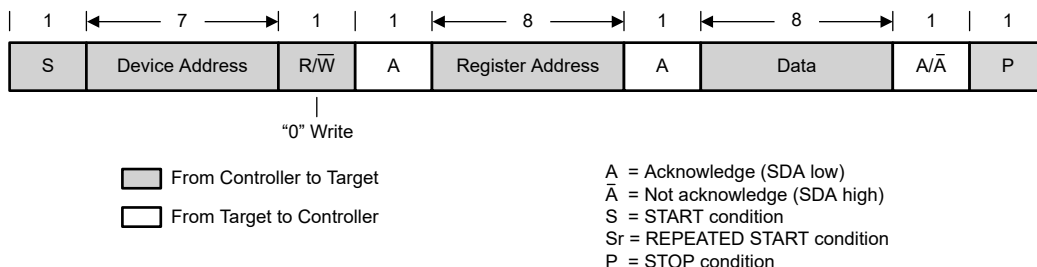 1 7 1 1 8 1 8 1 1
S Device Address R/W̅ A Register Address A Data A/A̅ P
“0” Write
From Controller to Target
From Target to Controller
A = Acknowledge (SDA low)
A̅ = Not acknowledge (SDA high)
S = START condition
Sr = REPEATED START condition
P = STOP condition